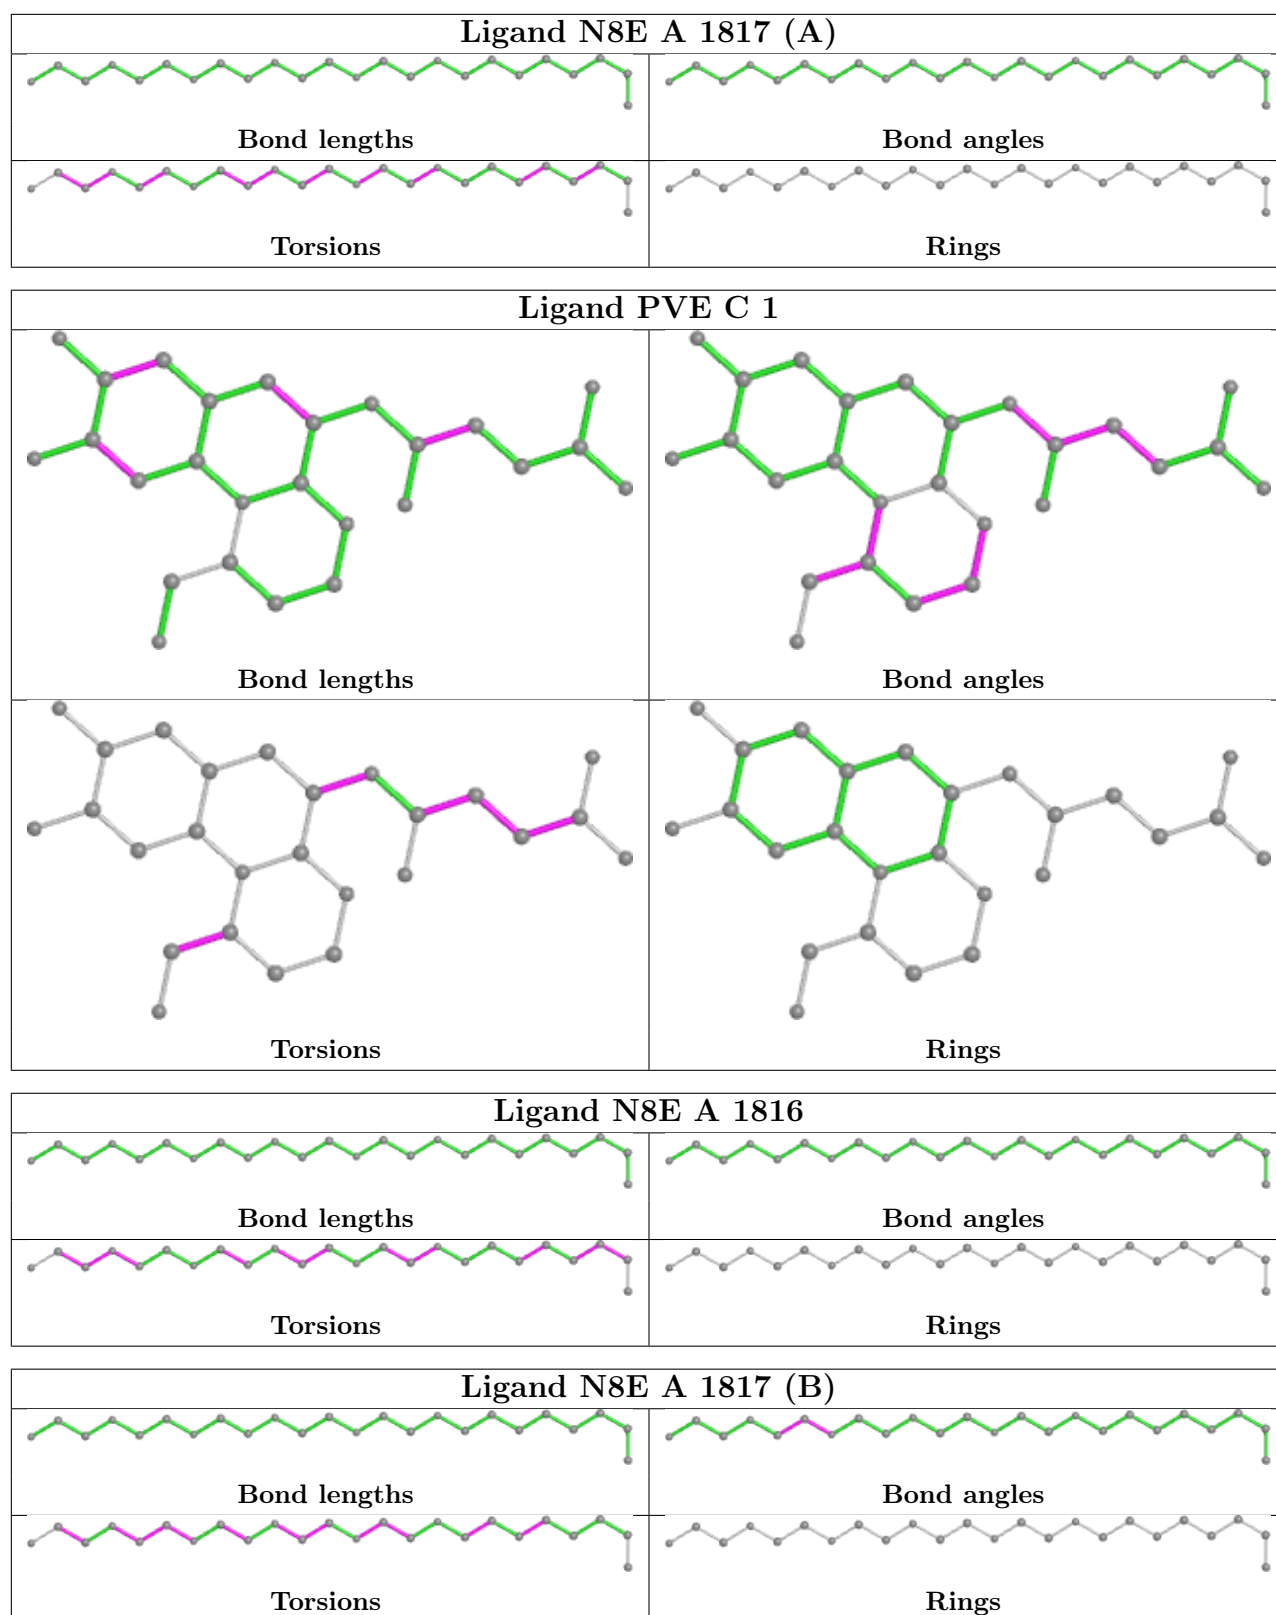 Ligand N8E A 1817 (A)
Bond lengths
Bond angles
Torsions
Rings
Ligand PVE C 1
Bond lengths
Bond angles
Torsions
Rings
Ligand N8E A 1816
Bond lengths
Bond angles
Torsions
Rings
Ligand N8E A 1817 (B)
Bond lengths
Bond angles
Torsions
Rings